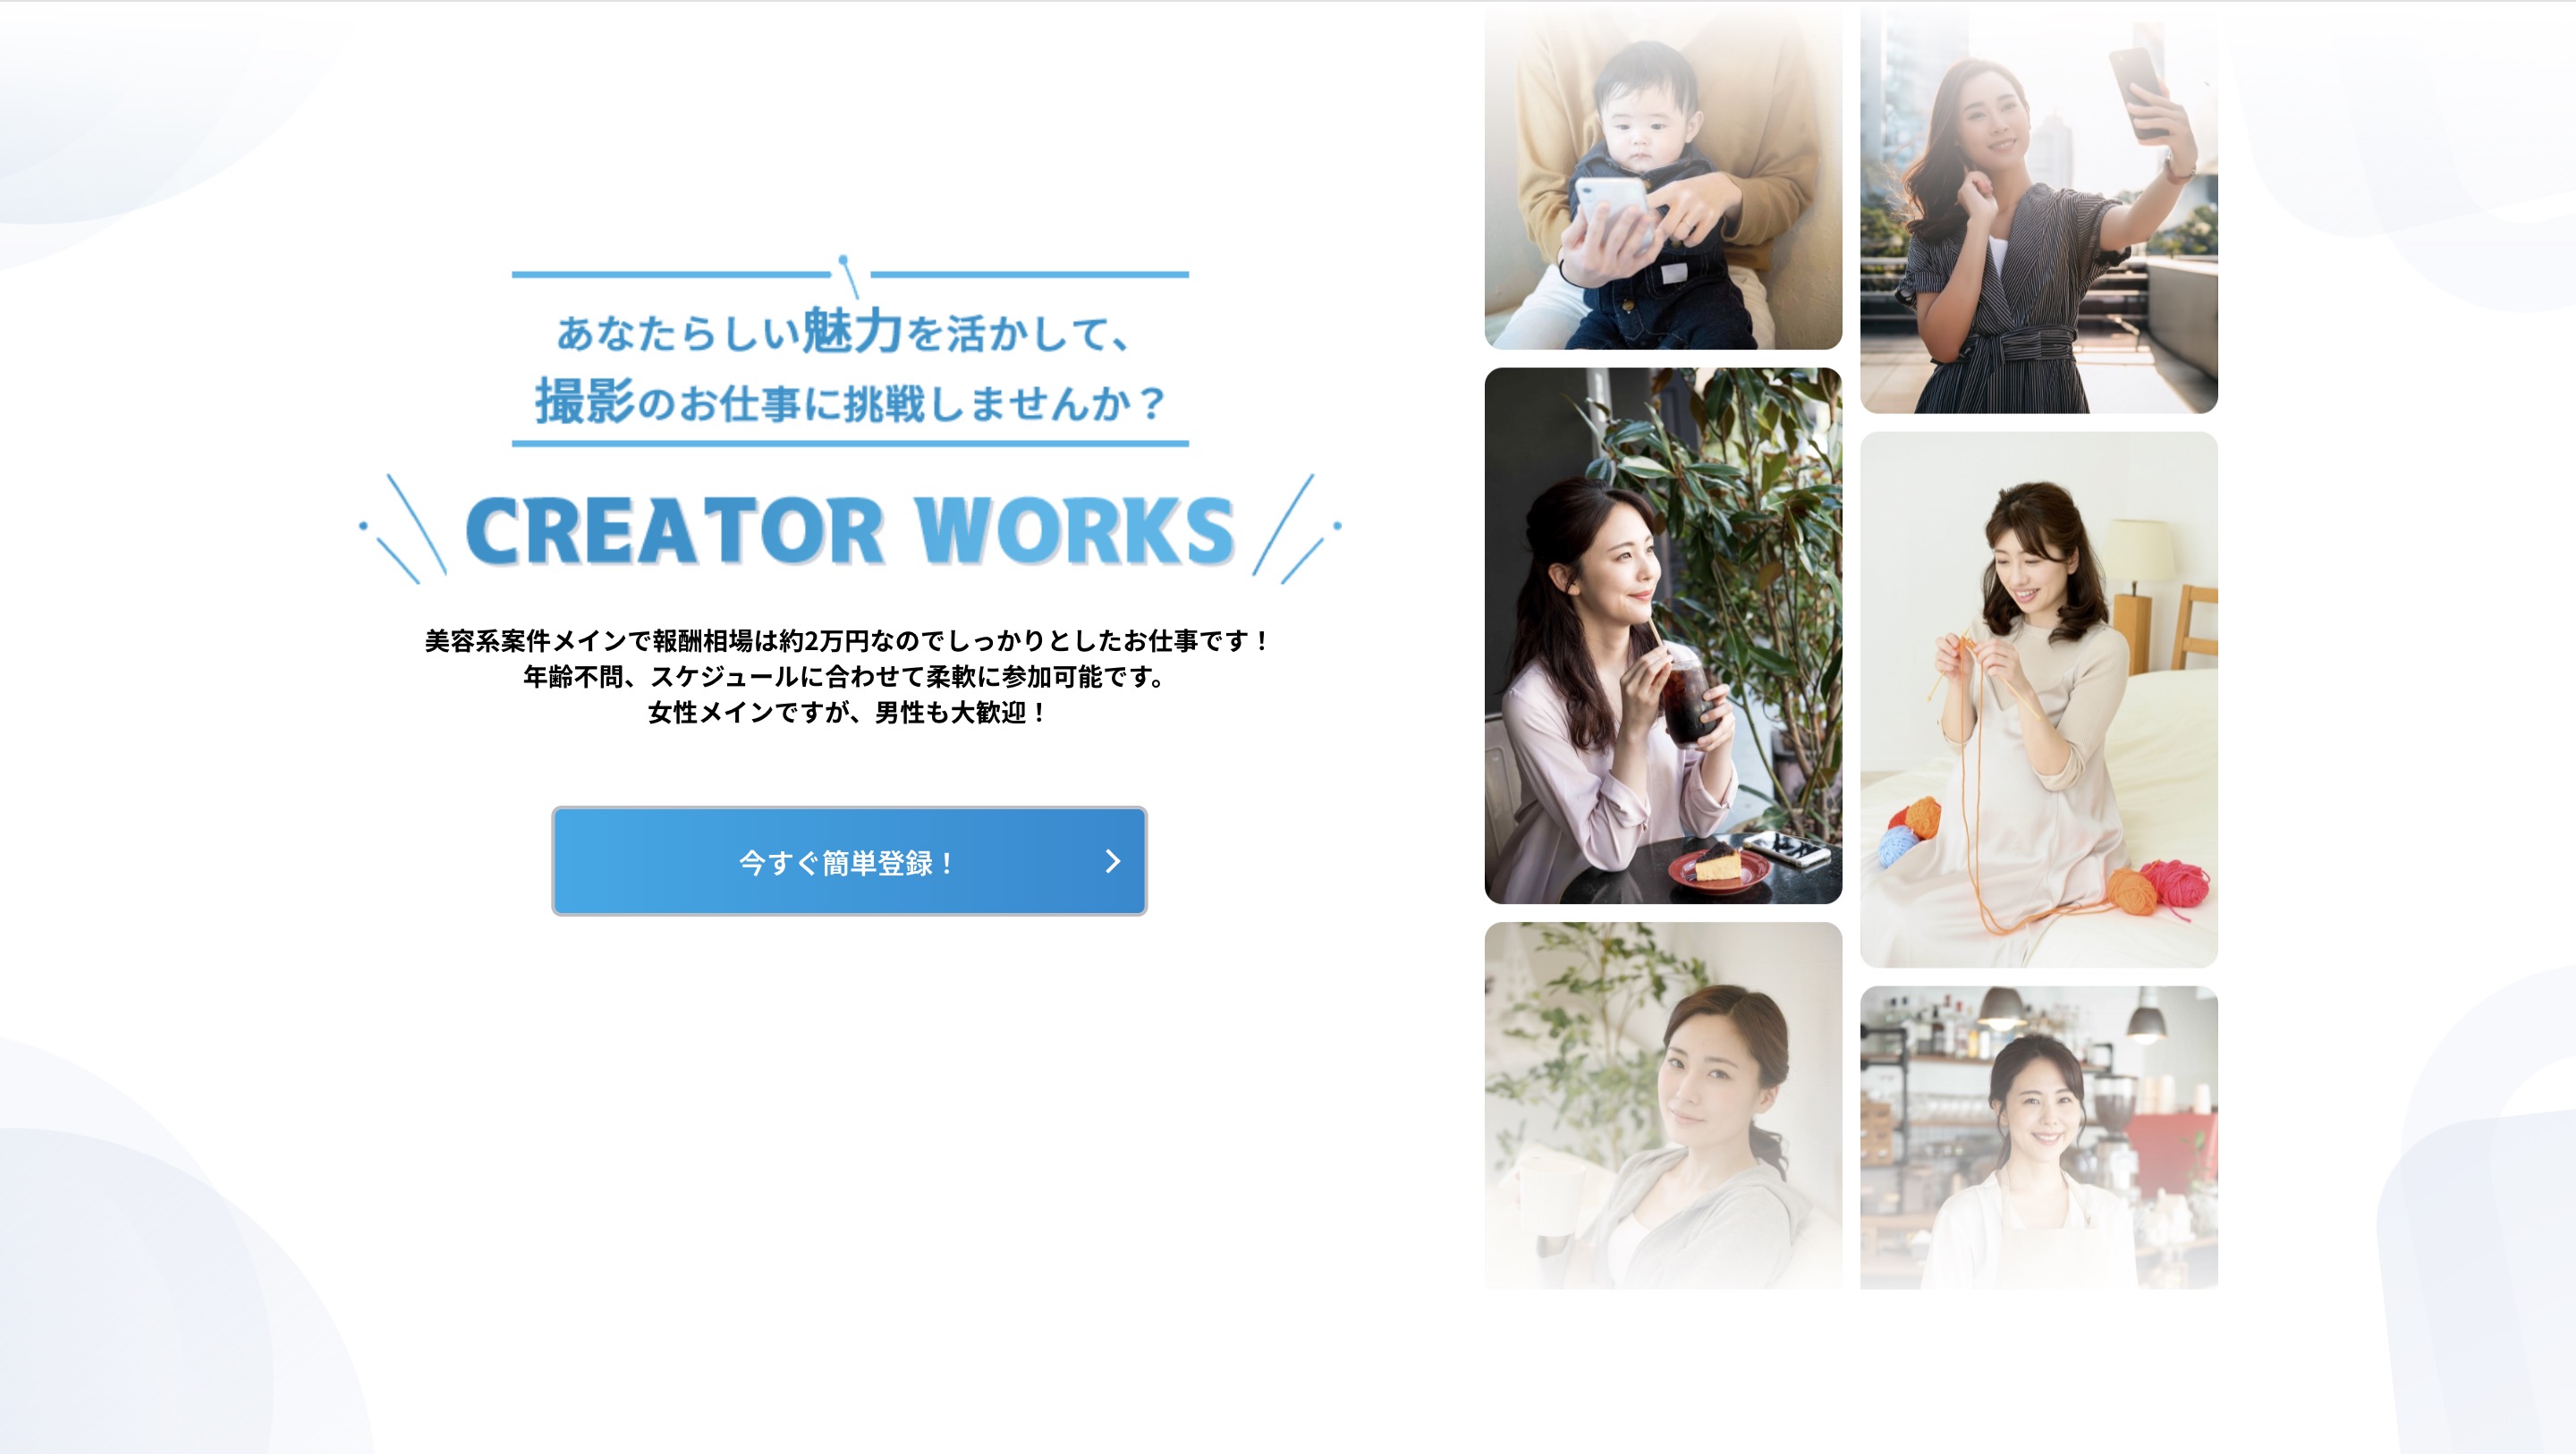 あなたらしい魅力を活かして、
撮影のお仕事に挑戦しませんか？
CREATOR WORKS
美容系案件メインで報酬相場は約2万円なのでしっかりとしたお仕事です！
年齢不問、スケジュールに合わせて柔軟に参加可能です。
女性メインですが、男性も大歓迎！
今すぐ簡単登録！